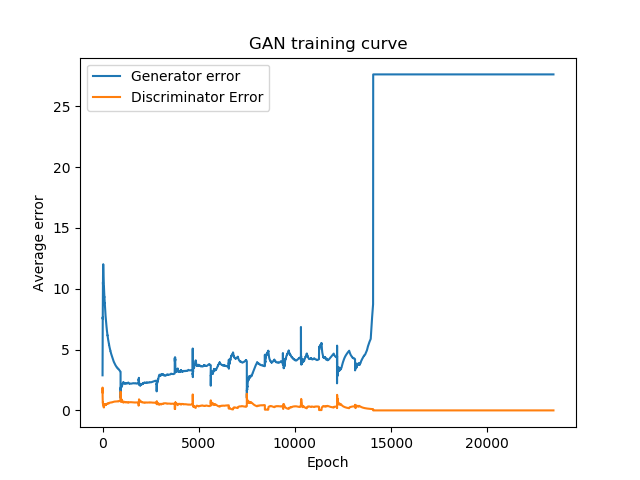 GAN training curve
Generator error
Discriminator Error
Average error
25
20
15
10
5
0
0 5000 10000 15000 20000
Epoch